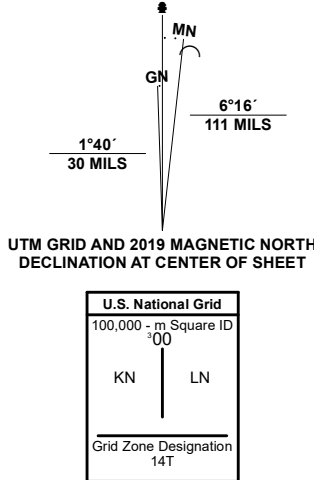 MN
GN
6°16´
111 MILS
1°40´
30 MILS
UTM GRID AND 2019 MAGNETIC NORTH
DECLINATION AT CENTER OF SHEET
U.S. National Grid
100,000 - m Square ID
³00
KN LN
Grid Zone Designation
14T